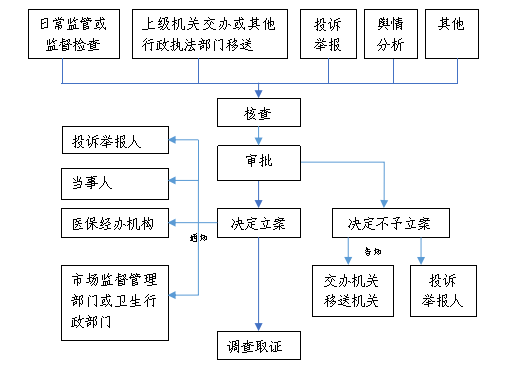 日常监管或
监督检查
上级机关交办或其他
行政执法部门移送
投诉
举报
舆情
分析
其他
核查
审批
投诉举报人
当事人
医保经办机构
市场监督管理
部门或卫生行
政部门
通知
决定立案
决定不予立案
告知
交办机关
移送机关
投诉
举报人
调查取证